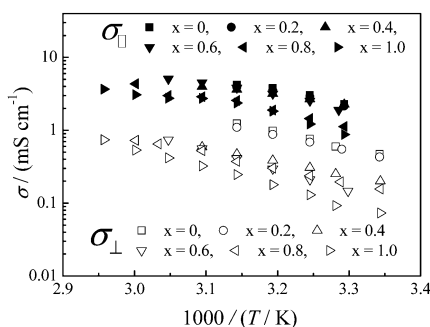 σ□ x = 0, x = 0.2, x = 0.4,
x = 0.6, x = 0.8, x = 1.0
σ / (mS cm⁻¹)
10
1
0.1
0.01
σ⊥ x = 0, x = 0.2, x = 0.4
x = 0.6, x = 0.8, x = 1.0
2.9 3.0 3.1 3.2 3.3 3.4
1000 / (T / K)